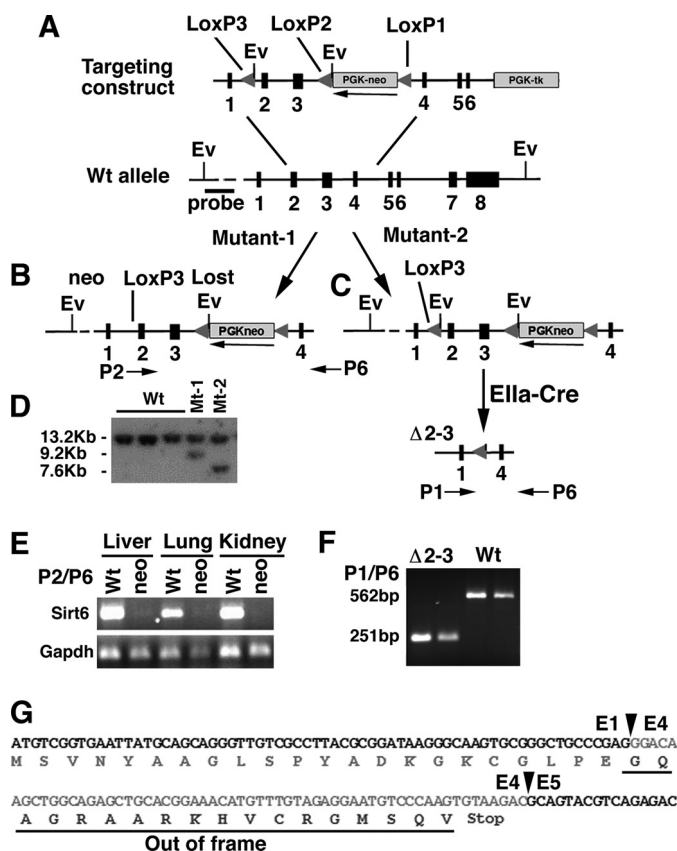 A
LoxP3 LoxP2 LoxP1
Ev Ev
Targeting construct
PGK-neo PGK-tk
1 2 3 4 56
Wt allele
Ev Ev
probe
1 2 3 4 56 7 8
Mutant-1 Mutant-2
B
neo LoxP3 Lost
Ev Ev
PGKneo
1 2 3 4
P2 P6
C
LoxP3
Ev Ev Ev
PGKneo
1 2 3 4
EIIa-Cre
Δ2-3
1 4
P1 P6
D
Wt Mt-1 Mt-2
13.2Kb -
9.2Kb -
7.6Kb -
E
Liver Lung Kidney
P2/P6 Wt neo Wt neo Wt neo
Sirt6
Gapdh
F
Δ2-3 Wt
P1/P6
562bp
251bp
G
E1 E4
ATGTCGGTGAATTATGCAGCAGGGTTGTCGCCTTACGCGGATAAGGGCAAGTGCGGGCTGCCCGAGGGACA
M S V N Y A A G L S P Y A D K G K C G L P E G Q
E4 E5
AGCTGGCAGAGCTGCACGGAAACATGTTTGTAGAGGAATGTCCCAAGTGTAAGACGCAGTACGTCAGAGAC
A G R A A R K H V C R G M S Q V Stop
Out of frame